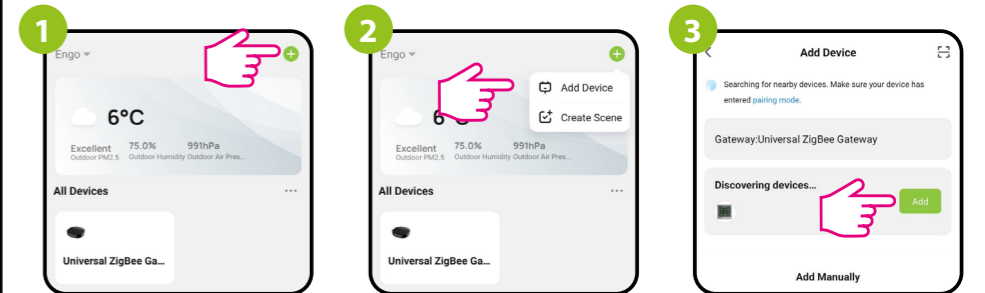 1
Engo
6°C
Excellent 75.0% 991hPa
Outdoor PM2.5 Outdoor Humidity Outdoor Air Pres...
All Devices ...
Universal ZigBee Ga...
2
Engo
Add Device
Create Scene
6°C
Excellent 75.0% 991hPa
Outdoor PM2.5 Outdoor Humidity Outdoor Air Pres...
All Devices ...
Universal ZigBee Ga...
3
Add Device
Searching for nearby devices. Make sure your device has
entered pairing mode.
Gateway:Universal ZigBee Gateway
Discovering devices...
Add
Add Manually